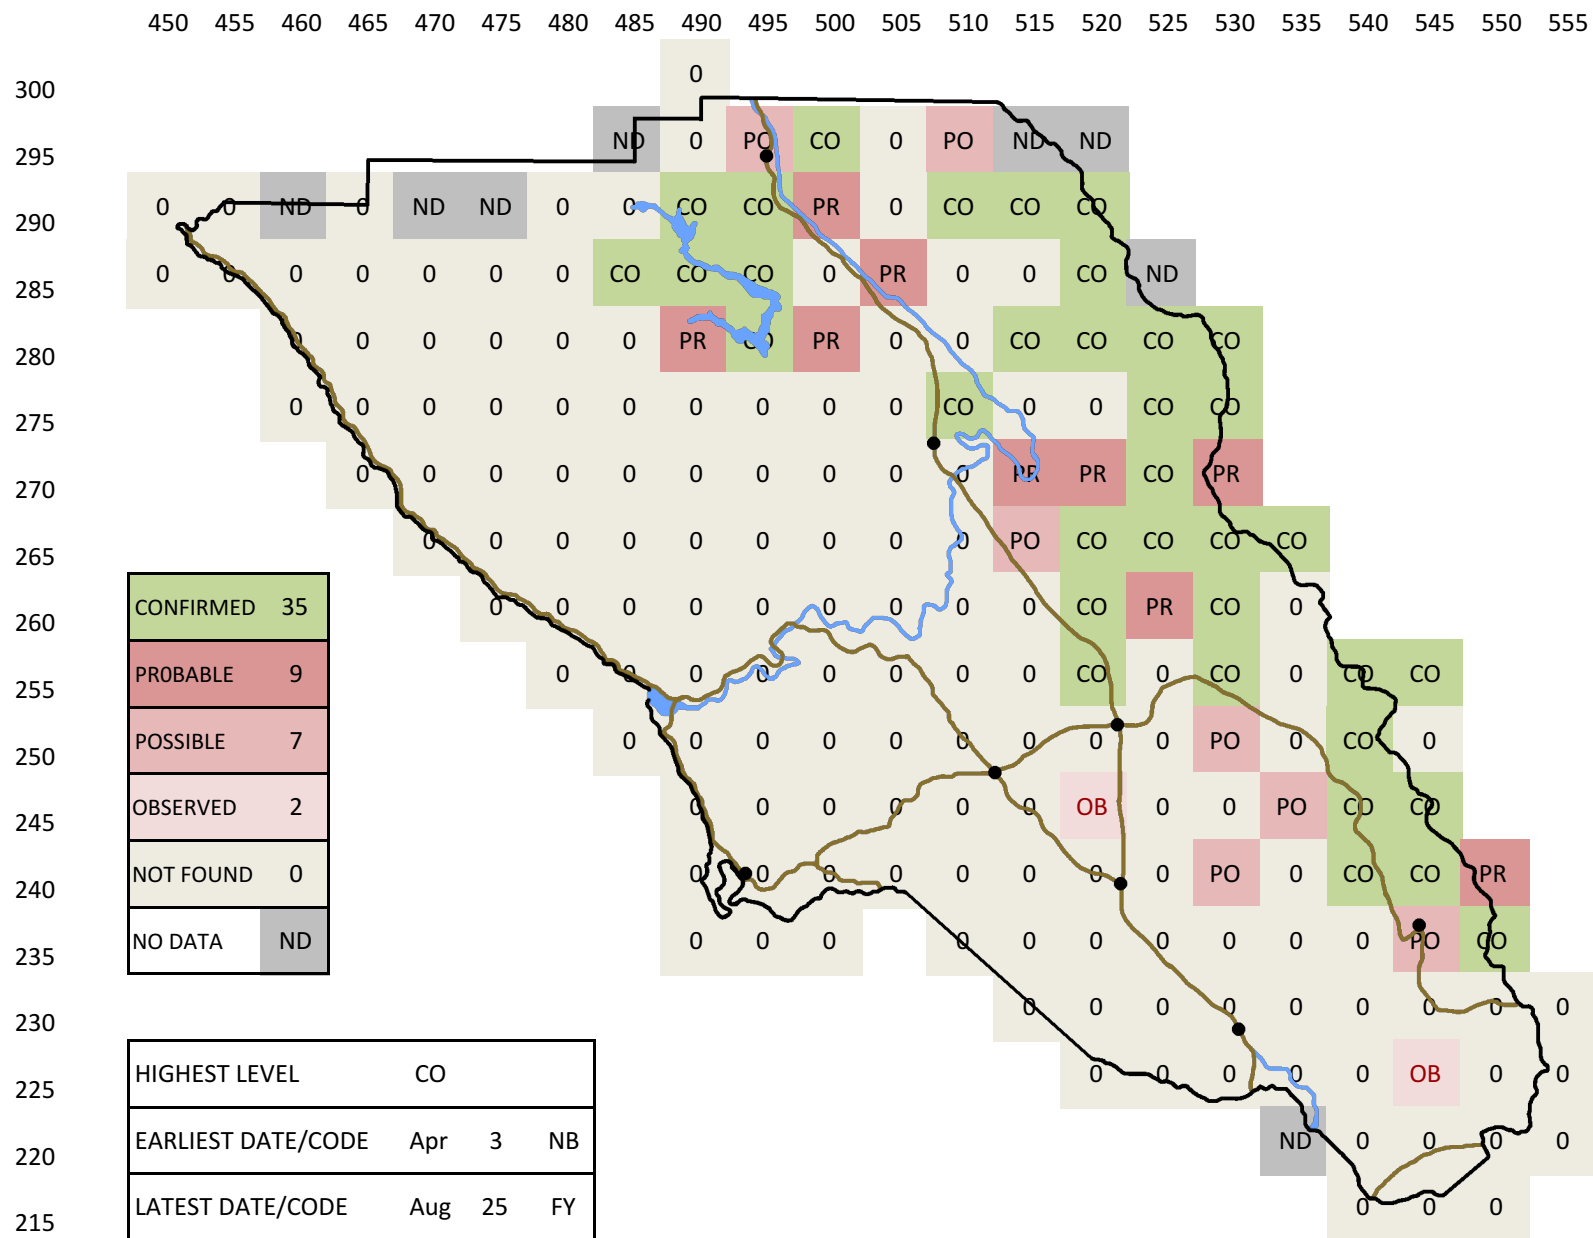 450 455 460 465 470 475 480 485 490 495 500 505 510 515 520 525 530 535 540 545 550 555
0
300
ND 0 PO CO 0 PO ND ND
295
0 0 ND 0 ND ND 0 0 CO CO PR 0 CO CO CO
290
0 0 0 0 0 0 0 CO CO CO 0 PR 0 0 CO ND
285
0 0 0 0 0 0 PR CO PR 0 0 CO CO CO CO
280
0 0 0 0 0 0 0 0 0 0 CO 0 0 CO CO
275
0 0 0 0 0 0 0 0 0 0 PR PR CO PR
270
0 0 0 0 0 0 0 0 0 PO CO CO CO CO
265
0 0 0 0 0 0 0 0 0 CO PR CO 0
260
0 0 0 0 0 0 0 0 CO 0 CO 0 CO CO
255
0 0 0 0 0 0 0 0 0 PO 0 CO 0
250
0 0 0 0 0 0 OB 0 0 PO CO CO
245
0 0 0 0 0 0 0 0 PO 0 CO CO PR
240
0 0 0 0 0 0 0 0 0 0 PO CO
235
0 0 0 0 0 0 0 0 0
230
0 0 0 0 0 OB 0 0
225
ND 0 0 0 0
220
0 0 0
215
CONFIRMED 35
PR0BABLE 9
POSSIBLE 7
OBSERVED 2
NOT FOUND 0
NO DATA ND
HIGHEST LEVEL CO
EARLIEST DATE/CODE Apr 3 NB
LATEST DATE/CODE Aug 25 FY